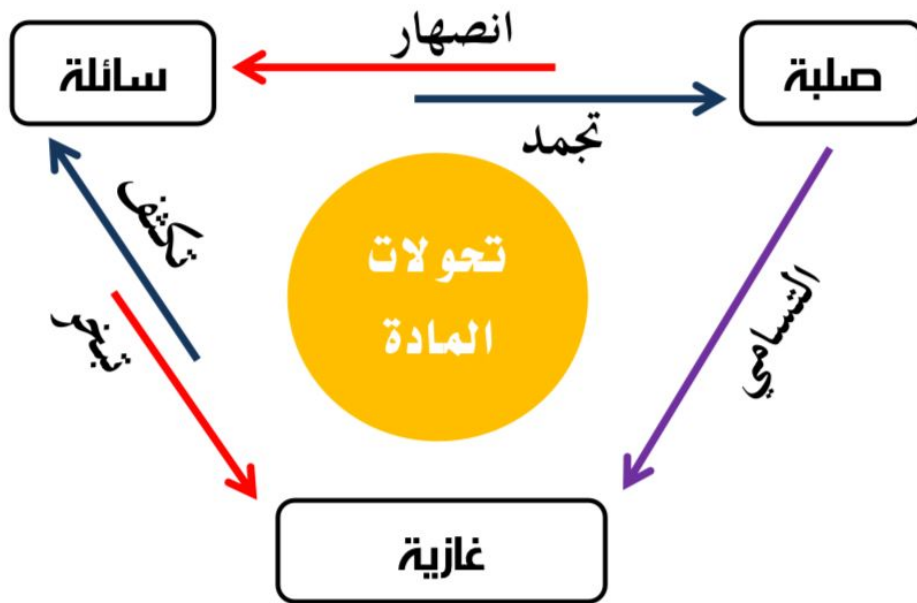 انصهار
صلبة
سائلة
تجمد
تكثف
تبخر
التسامي
تحولات
المادة
غازية